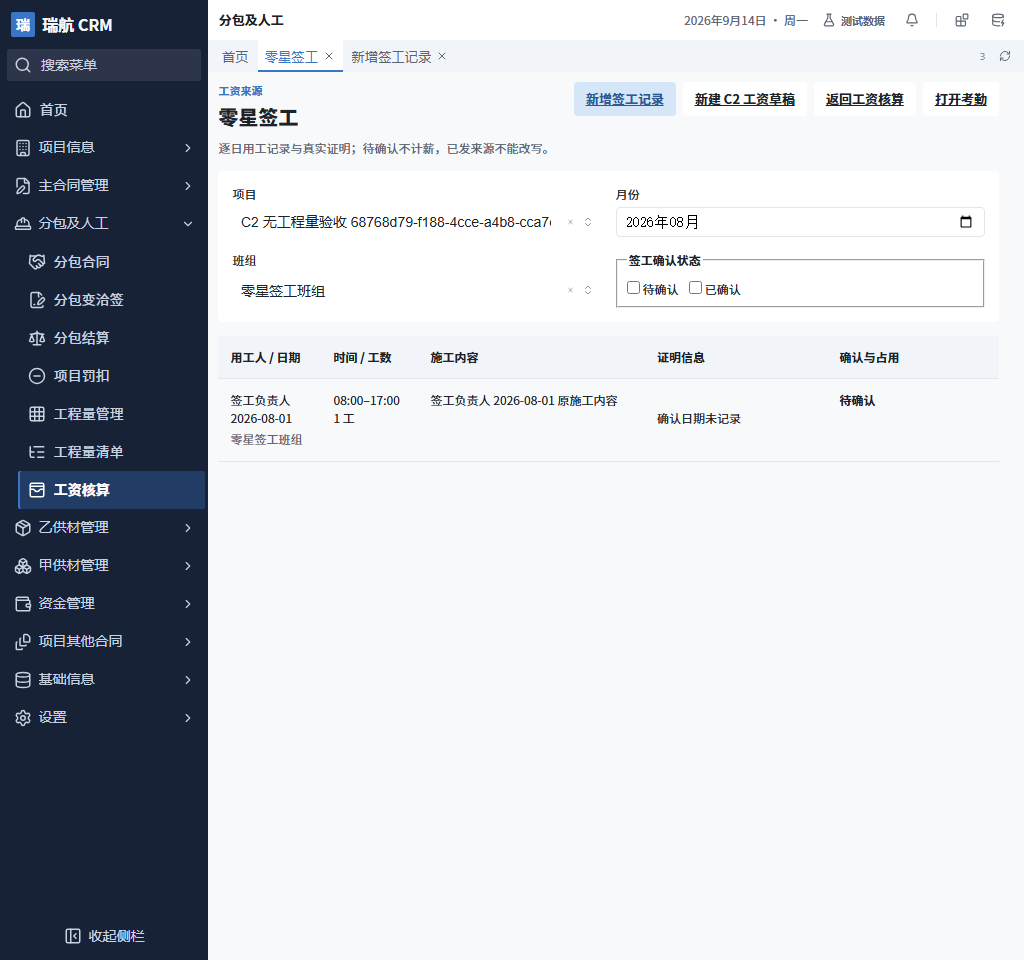 瑞 瑞航 CRM
搜索菜单
首页
项目信息
主合同管理
分包及人工
分包合同
分包变洽签
分包结算
项目罚扣
工程量管理
工程量清单
工资核算
乙供材管理
甲供材管理
资金管理
项目其他合同
基础信息
设置
收起侧栏
分包及人工
2026年9月14日 · 周一
测试数据
首页 零星签工 × 新增签工记录 ×
3
工资来源
零星签工
新增签工记录 新建 C2 工资草稿 返回工资核算 打开考勤
逐日用工记录与真实证明；待确认不计薪，已发来源不能改写。
项目
C2 无工程量验收 68768d79-f188-4cce-a4b8-cca7
月份
2026年08月
班组
零星签工班组
签工确认状态
待确认 已确认
用工人 / 日期 时间 / 工数 施工内容 证明信息 确认与占用
签工负责人 08:00–17:00 签工负责人 2026-08-01 原施工内容 待确认
2026-08-01 1 工 确认日期未记录
零星签工班组